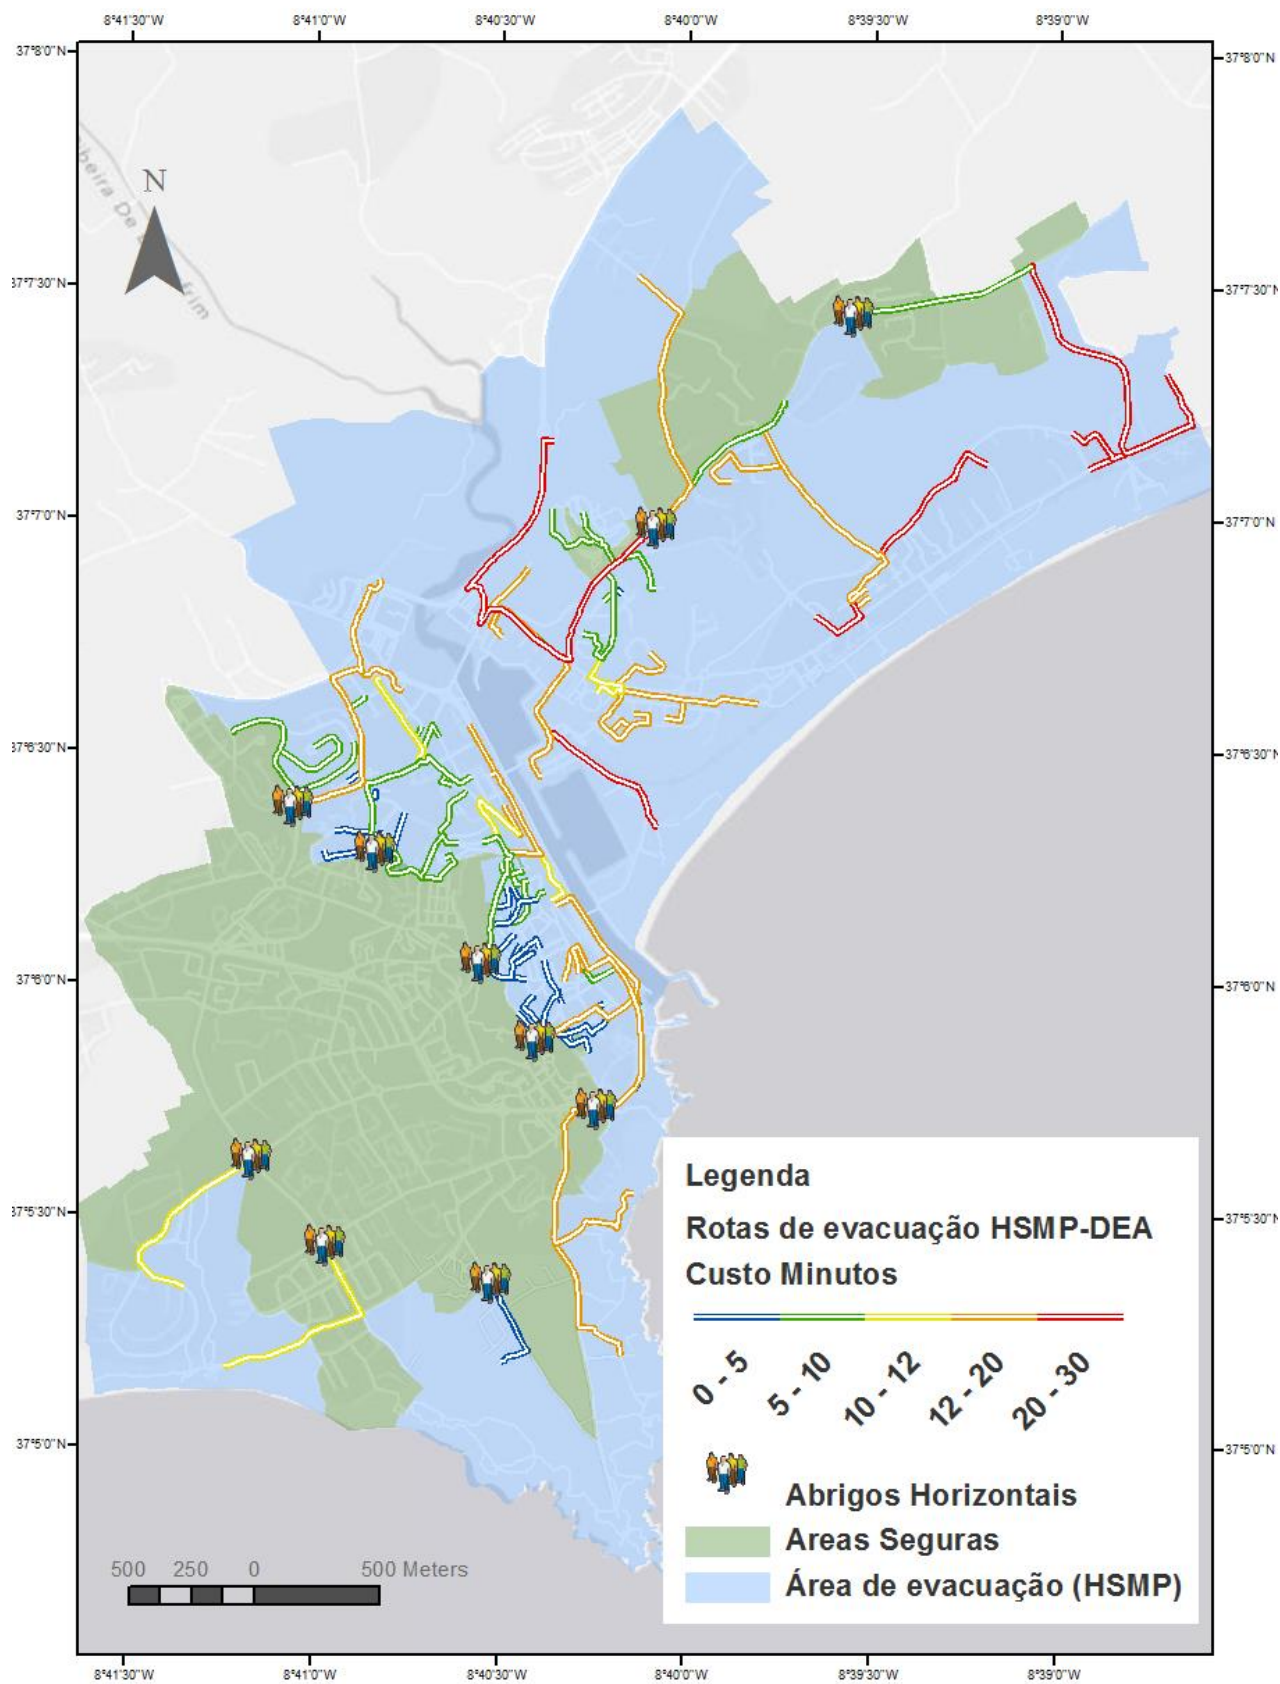 8°41'30"W 8°41'0"W 8°40'30"W 8°40'0"W 8°39'30"W 8°39'0"W
37°8'0"N 37°8'0"N
N
37°7'30"N 37°7'30"N
37°7'0"N 37°7'0"N
37°6'30"N 37°6'30"N
37°6'0"N 37°6'0"N
37°5'30"N 37°5'30"N
37°5'0"N 37°5'0"N
Legenda
Rotas de evacuação HSMP-DEA
Custo Minutos
0 - 5 5 - 10 10 - 12 12 - 20 20 - 30
Abrigos Horizontais
Areas Seguras
Área de evacuação (HSMP)
500 250 0 500 Meters
8°41'30"W 8°41'0"W 8°40'30"W 8°40'0"W 8°39'30"W 8°39'0"W